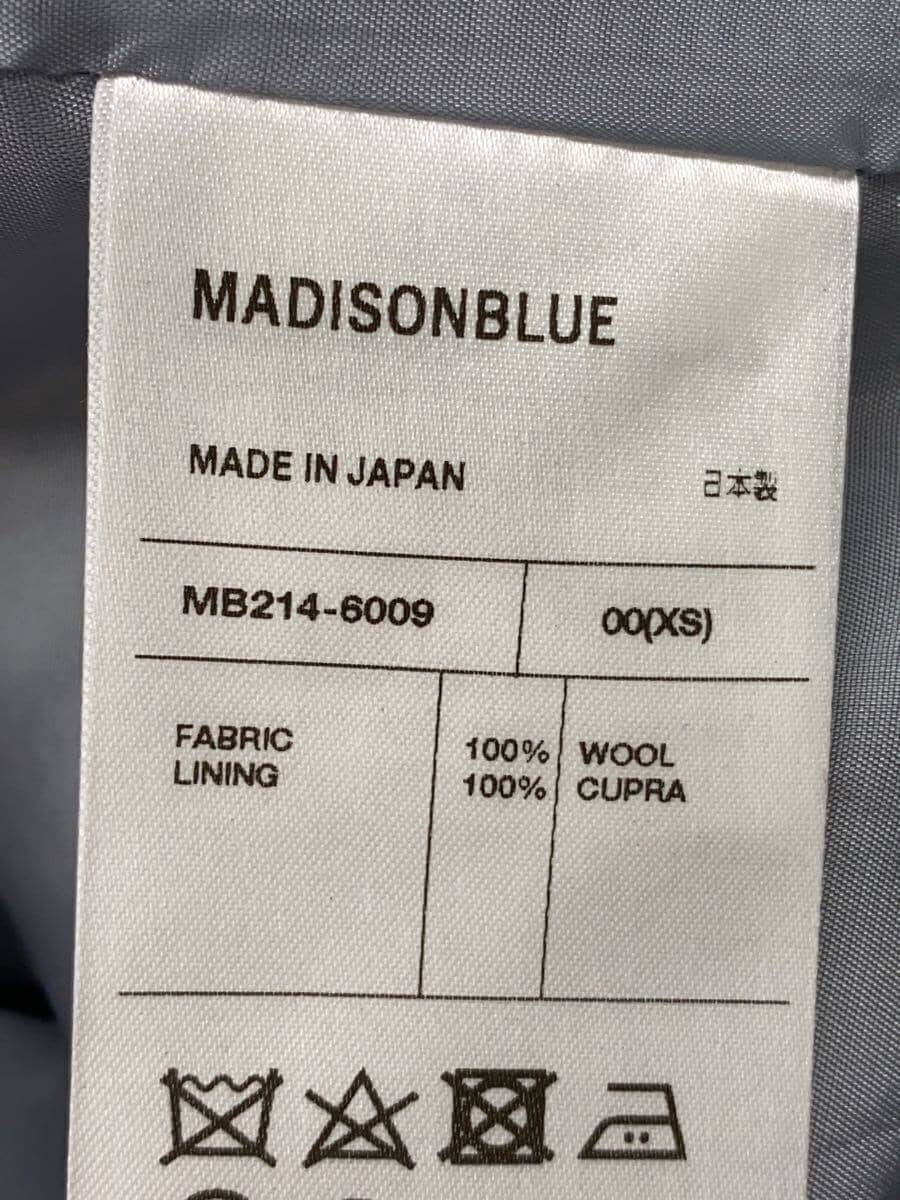 MADISONBLUE
MADE IN JAPAN 日本製
MB214-6009 00(XS)
FABRIC 100% WOOL
LINING 100% CUPRA